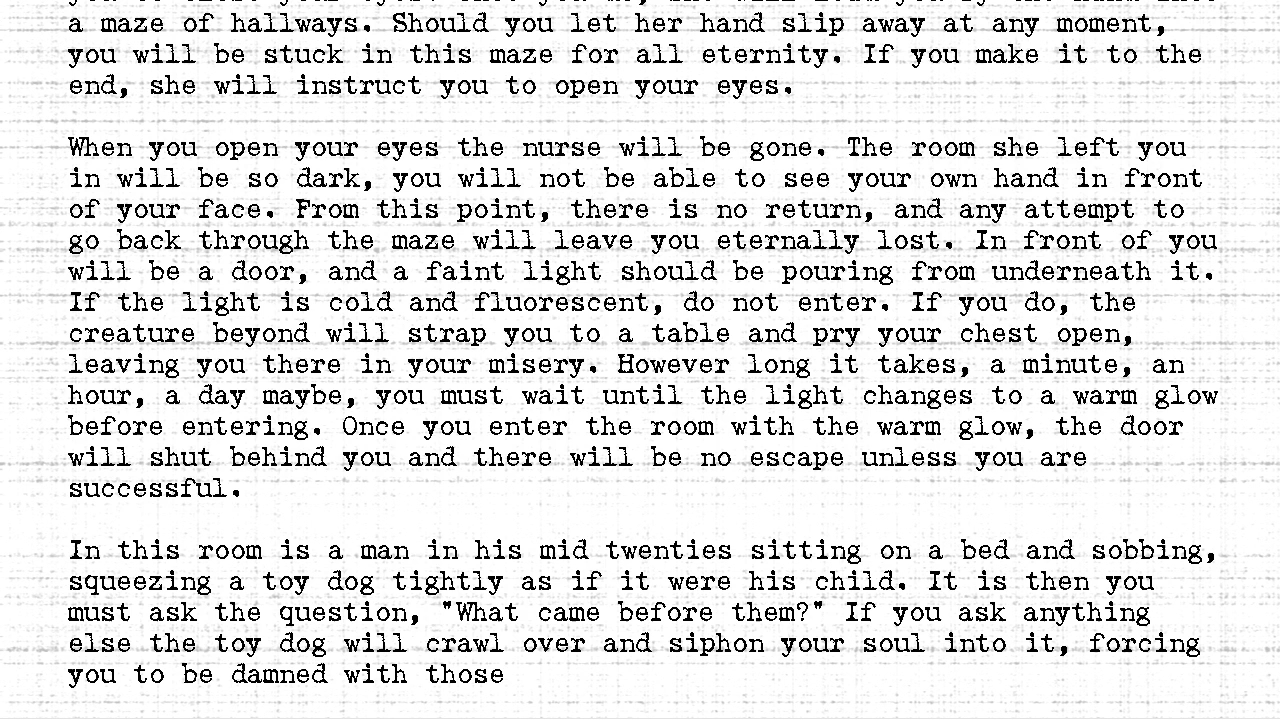 a maze of hallways. Should you let her hand slip away at any moment,
you will be stuck in this maze for all eternity. If you make it to the
end, she will instruct you to open your eyes.
When you open your eyes the nurse will be gone. The room she left you
in will be so dark, you will not be able to see your own hand in front
of your face. From this point, there is no return, and any attempt to
go back through the maze will leave you eternally lost. In front of you
will be a door, and a faint light should be pouring from underneath it.
If the light is cold and fluorescent, do not enter. If you do, the
creature beyond will strap you to a table and pry your chest open,
leaving you there in your misery. However long it takes, a minute, an
hour, a day maybe, you must wait until the light changes to a warm glow
before entering. Once you enter the room with the warm glow, the door
will shut behind you and there will be no escape unless you are
successful.
In this room is a man in his mid twenties sitting on a bed and sobbing,
squeezing a toy dog tightly as if it were his child. It is then you
must ask the question, "What came before them?" If you ask anything
else the toy dog will crawl over and siphon your soul into it, forcing
you to be damned with those